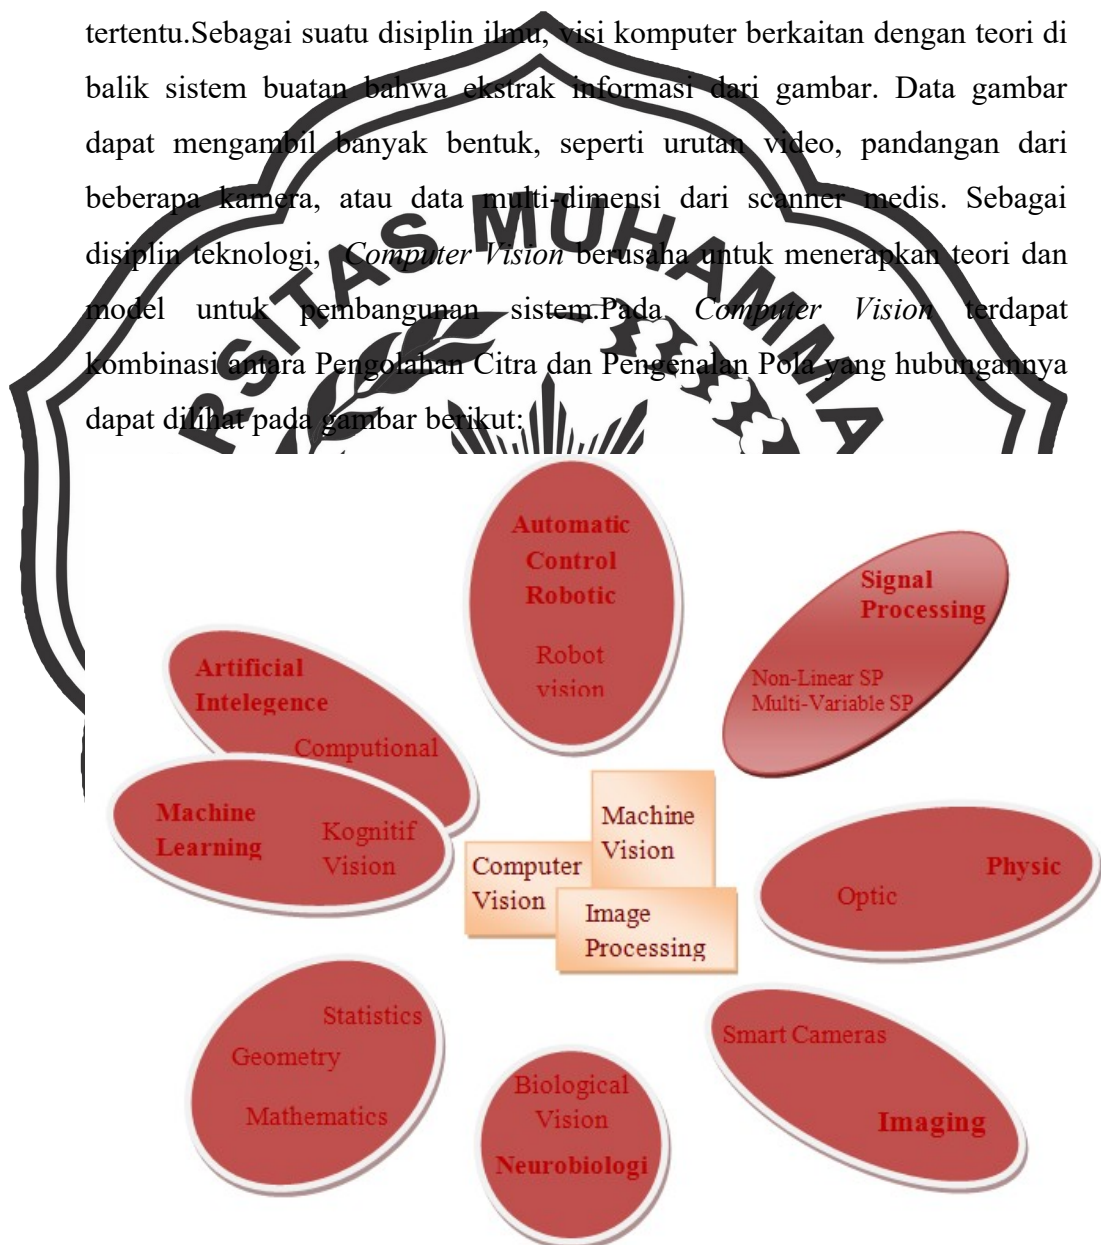 tertentu.Sebagai suatu disiplin ilmu, visi komputer berkaitan dengan teori di
balik sistem buatan bahwa ekstrak informasi dari gambar. Data gambar
dapat mengambil banyak bentuk, seperti urutan video, pandangan dari
beberapa kamera, atau data multi-dimensi dari scanner medis. Sebagai
disiplin teknologi, Computer Vision berusaha untuk menerapkan teori dan
model untuk pembangunan sistem.Pada Computer Vision terdapat
kombinasi antara Pengolahan Citra dan Pengenalan Pola yang hubungannya
dapat dilihat pada gambar berikut:
RSITAS MUHAMMA
Automatic
Control
Robotic
Robot
vision
Signal
Processing
Non-Linear SP
Multi-Variable SP
Artificial
Intelegence
Computional
Machine
Learning
Kognitif
Vision
Machine
Vision
Computer
Vision
Image
Processing
Physic
Optic
Statistics
Geometry
Mathematics
Biological
Vision
Neurobiologi
Smart Cameras
Imaging